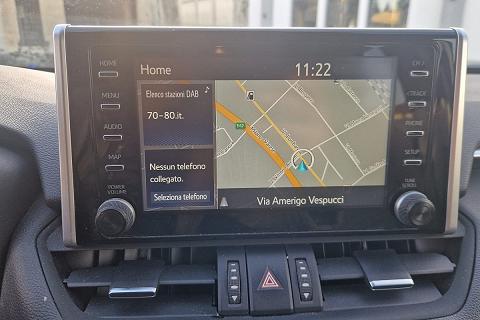 HOME
MENU
AUDIO
MAP
POWER
VOLUME
Home
11:22
Elenco stazioni DAB
70-80.it.
Nessun telefono
collegato.
Seleziona telefono
Via Amerigo Vespucci
CH
TRACK
PHONE
SETUP
TUNE
SCROLL